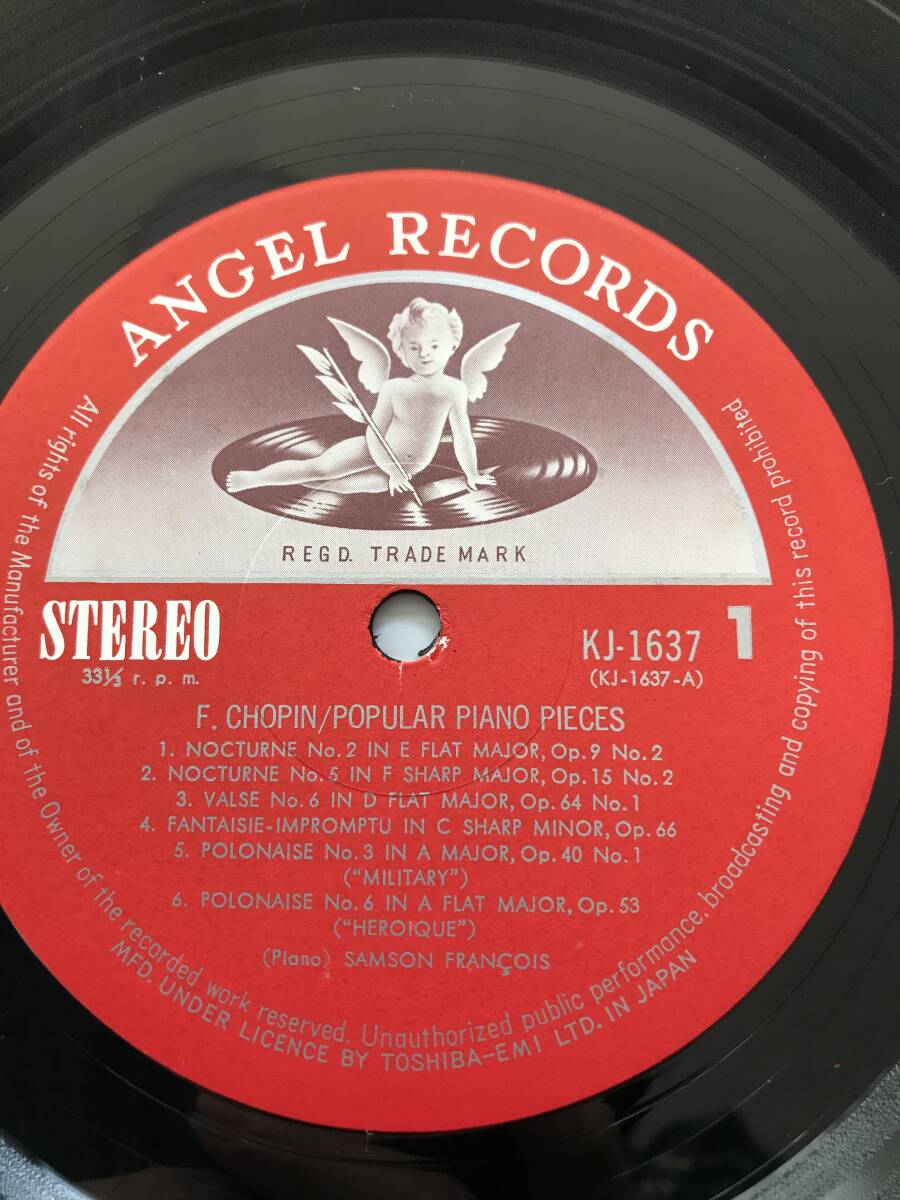 ANGEL RECORDS
REGD. TRADE MARK
STEREO
33⅓ r. p. m.
KJ-1637 1
(KJ-1637-A)
F. CHOPIN/POPULAR PIANO PIECES
1. NOCTURNE No. 2 IN E FLAT MAJOR, Op. 9 No. 2
2. NOCTURNE No. 5 IN F SHARP MAJOR, Op. 15 No. 2
3. VALSE No. 6 IN D FLAT MAJOR, Op. 64 No. 1
4. FANTAISIE-IMPROMPTU IN C SHARP MINOR, Op. 66
5. POLONAISE No. 3 IN A MAJOR, Op. 40 No. 1
("MILITARY")
6. POLONAISE No. 6 IN A FLAT MAJOR, Op. 53
("HEROIQUE")
(Piano) SAMSON FRANÇOIS
All rights of the Manufacturer and of the Owner of the recorded work reserved. Unauthorized public performance, broadcasting and copying of this record prohibited
MFD. UNDER LICENCE BY TOSHIBA-EMI LTD. IN JAPAN